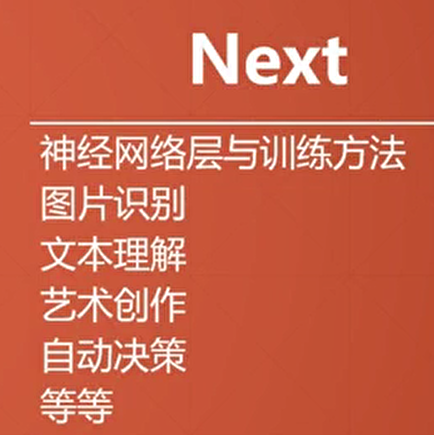 Next
神经网络层与训练方法
图片识别
文本理解
艺术创作
自动决策
等等